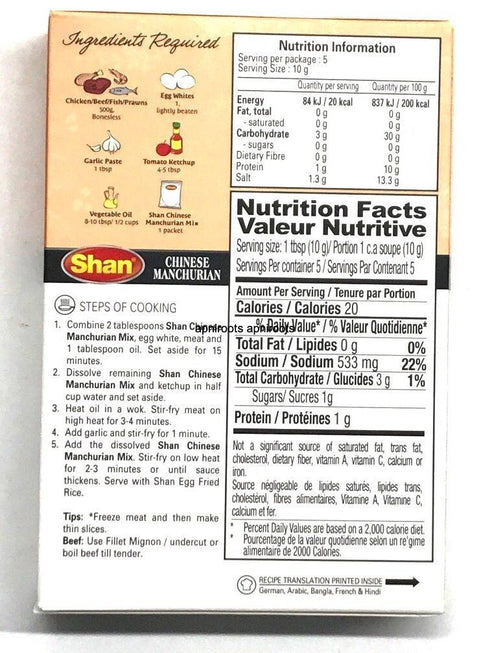 Ingredients Required
Chicken/Beef/Fish/Prawns
500g,
Boneless
Egg Whites
1,
lightly beaten
Garlic Paste
1 tbsp
Tomato Ketchup
4-5 tbsp
Vegetable Oil
8-10 tbsp/ 1/2 cups
Shan Chinese
Manchurian Mix
1 packet
Shan
CHINESE
MANCHURIAN
STEPS OF COOKING
1. Combine 2 tablespoons Shan Chinese
Manchurian Mix, egg white, meat and
1 tablespoon oil. Set aside for 15
minutes.
2. Dissolve remaining Shan Chinese
Manchurian Mix and ketchup in half
cup water and set aside.
3. Heat oil in a wok. Stir-fry meat on
high heat for 3-4 minutes.
4. Add garlic and stir-fry for 1 minute.
5. Add the dissolved Shan Chinese
Manchurian Mix. Stir-fry on low heat
for 2-3 minutes or until sauce
thickens. Serve with Shan Egg Fried
Rice.
Tips: *Freeze meat and then make
thin slices.
Beef: Use Fillet Mignon / undercut or
boil beef till tender.
apniroots apniroots
Nutrition Information
Serving per package : 5
Serving Size : 10 g
Quantity per serving Quantity per 100 g
Energy 84 kJ / 20 kcal 837 kJ / 200 kcal
Fat, total 0 g 0 g
- saturated 0 g 0 g
Carbohydrate 3 g 30 g
- sugars 0 g 0 g
Dietary Fibre 0 g 0 g
Protein 1 g 10 g
Salt 1.3 g 13.3 g
Nutrition Facts
Valeur Nutritive
Serving size: 1 tbsp (10 g)/ Portion 1 c.a soupe (10 g)
Servings Per container 5 / Servings Par Contenant 5
Amount Per Serving / Tenure par Portion
Calories / Calories 20
% Daily Value* / % Valeur Quotidienne*
Total Fat / Lipides 0 g 0%
Sodium / Sodium 533 mg 22%
Total Carbohydrate / Glucides 3 g 1%
Sugars/ Sucres 1g
Protein / Protéines 1 g
Not a significant source of saturated fat, trans fat,
cholesterol, dietary fiber, vitamin A, vitamin C, calcium or
iron.
Source négligeable de lipides saturés, lipides trans,
cholestérol, fibres alimentaires, Vitamine A, Vitamine C,
calcium et fer.
* Percent Daily Values are based on a 2,000 calorie diet.
* Pourcentage de la valeur quotidienne selon un re'gime
alimentaire de 2000 Calories.
RECIPE TRANSLATION PRINTED INSIDE
German, Arabic, Bangla, French & Hindi